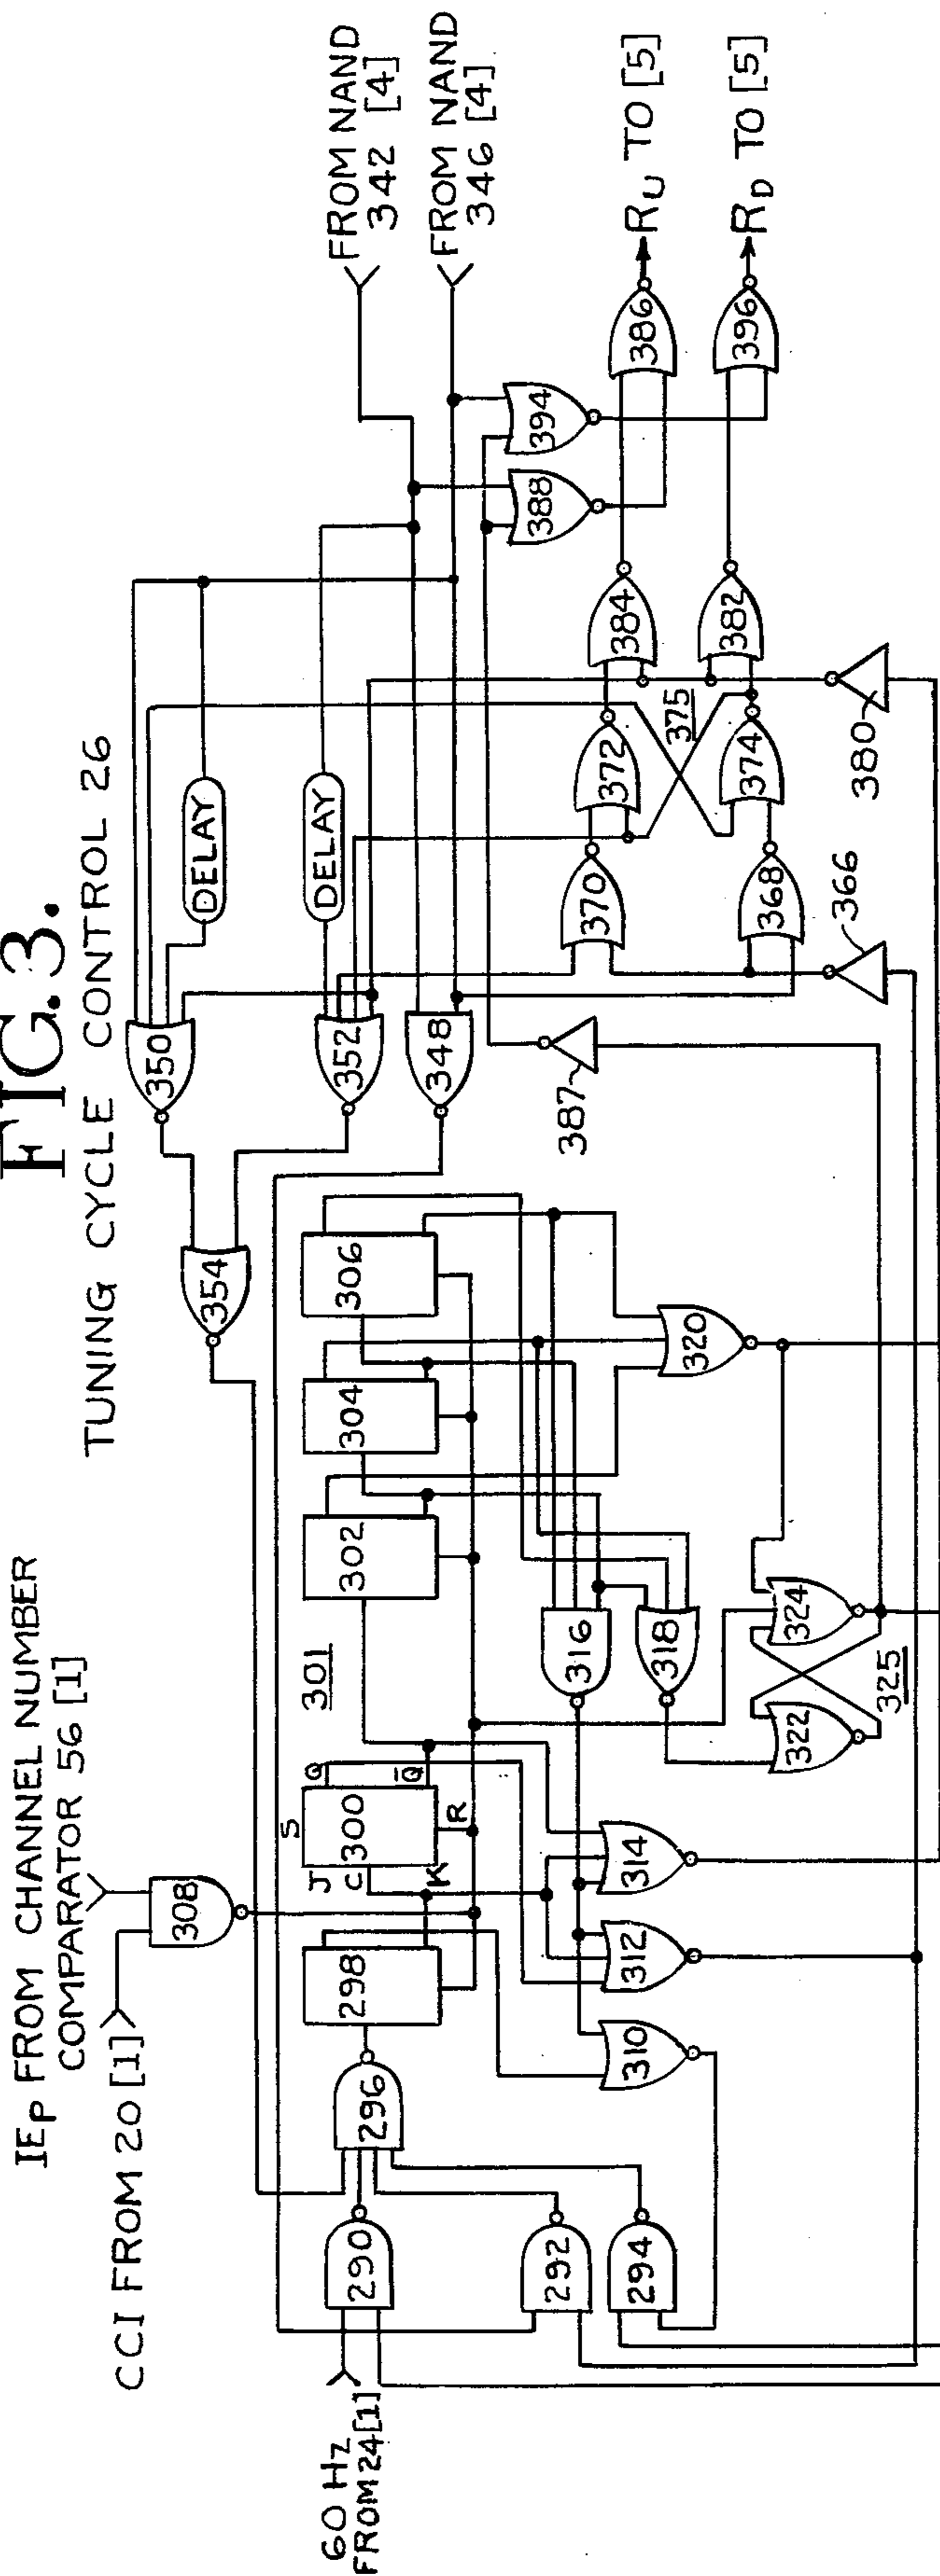 FIG.3.
TUNING CYCLE CONTROL 26
IEP FROM CHANNEL NUMBER
COMPARATOR 56 [1]
CCI FROM 20 [1]
60 HZ
FROM 24 [1]
FROM NAND
342 [4]
FROM NAND
346 [4]
RU TO [5]
RD TO [5]
DELAY
DELAY
350
352
348
354
308
290
292
294
296
298
S
J
C
K
Q
Q̅
R
300
301
302
304
306
310
312
314
316
318
320
322
324
325
387
366
368
370
372
374
375
380
382
384
386
388
394
396